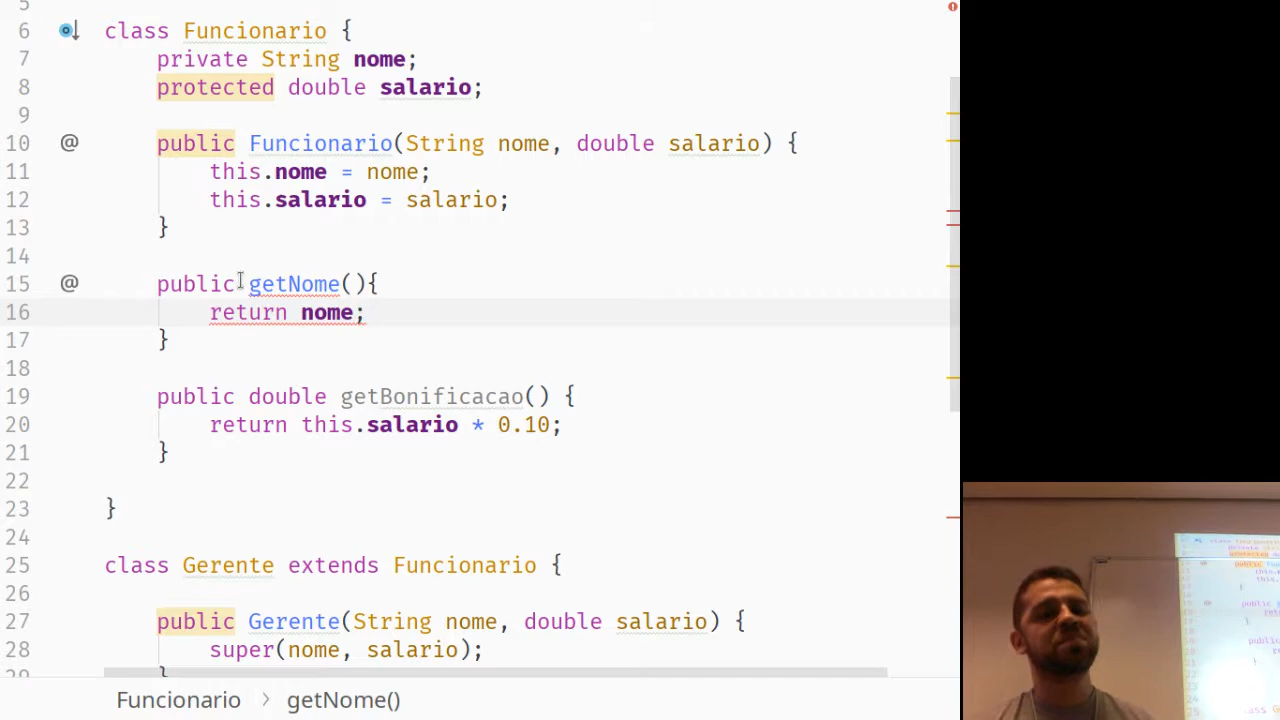 5
6 class Funcionario {
7 private String nome;
8 protected double salario;
9
10 @ public Funcionario(String nome, double salario) {
11 this.nome = nome;
12 this.salario = salario;
13 }
14
15 @ public getNome(){
16 return nome;
17 }
18
19 public double getBonificacao() {
20 return this.salario * 0.10;
21 }
22
23 }
24
25 class Gerente extends Funcionario {
26
27 public Gerente(String nome, double salario) {
28 super(nome, salario);
29 }
Funcionario > getNome()